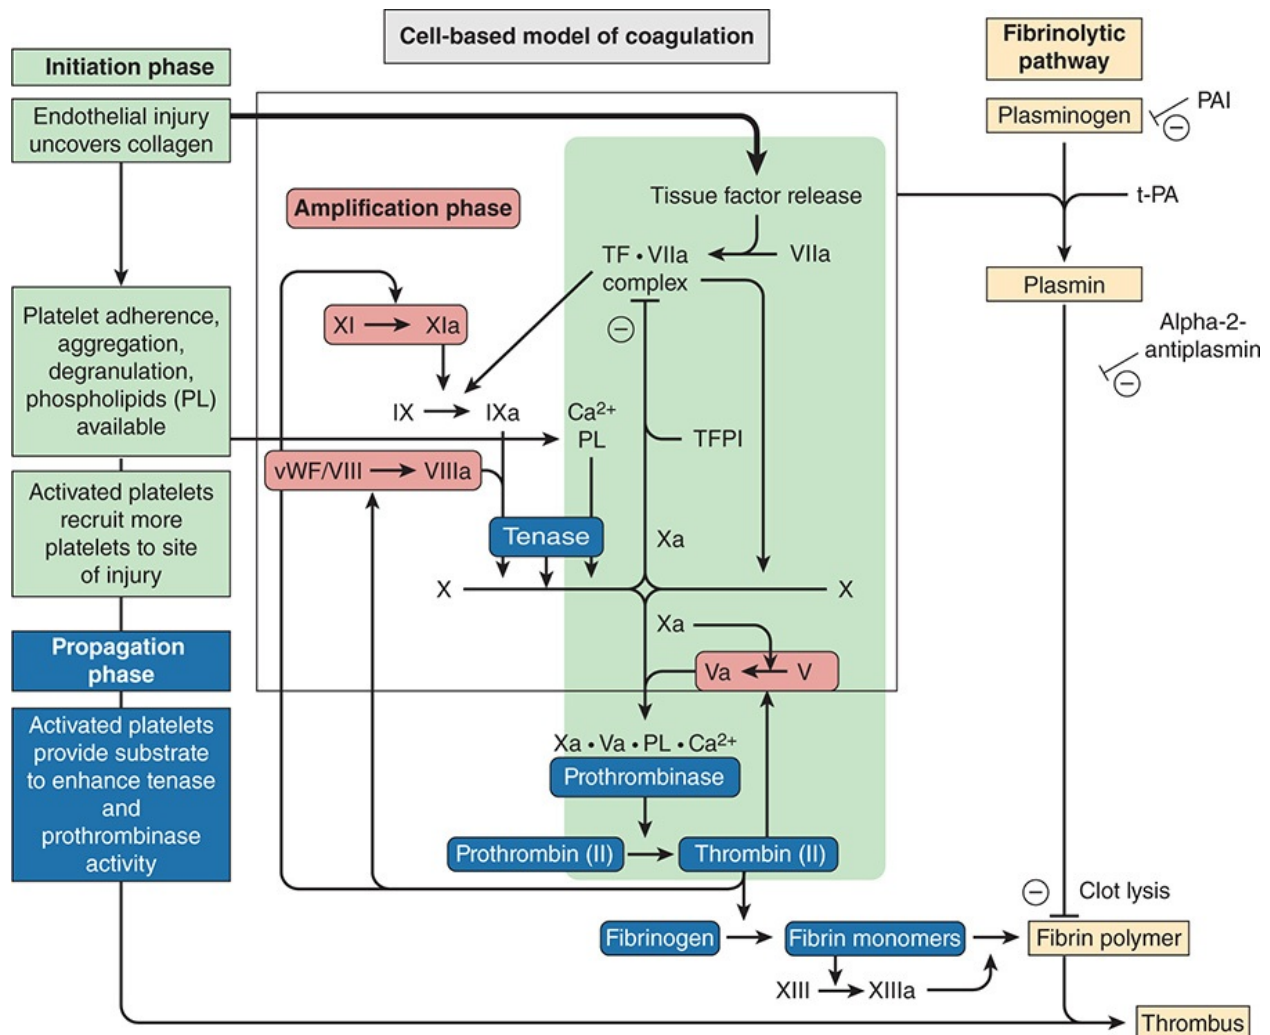 Cell-based model of coagulation
Initiation phase
Endothelial injury
uncovers collagen
Platelet adherence,
aggregation,
degranulation,
phospholipids (PL)
available
Activated platelets
recruit more
platelets to site
of injury
Propagation
phase
Activated platelets
provide substrate
to enhance tenase
and
prothrombinase
activity
Amplification phase
Tissue factor release
TF • VIIa
complex
VIIa
XI
XIa
IX
IXa
Ca2+
PL
TFPI
vWF/VIII
VIIIa
Tenase
Xa
X
X
Xa
Va
V
Xa • Va • PL • Ca2+
Prothrombinase
Prothrombin (II)
Thrombin (II)
Fibrinogen
Fibrin monomers
XIII
XIIIa
Fibrinolytic
pathway
Plasminogen
PAI
t-PA
Plasmin
Alpha-2-
antiplasmin
Clot lysis
Fibrin polymer
Thrombus